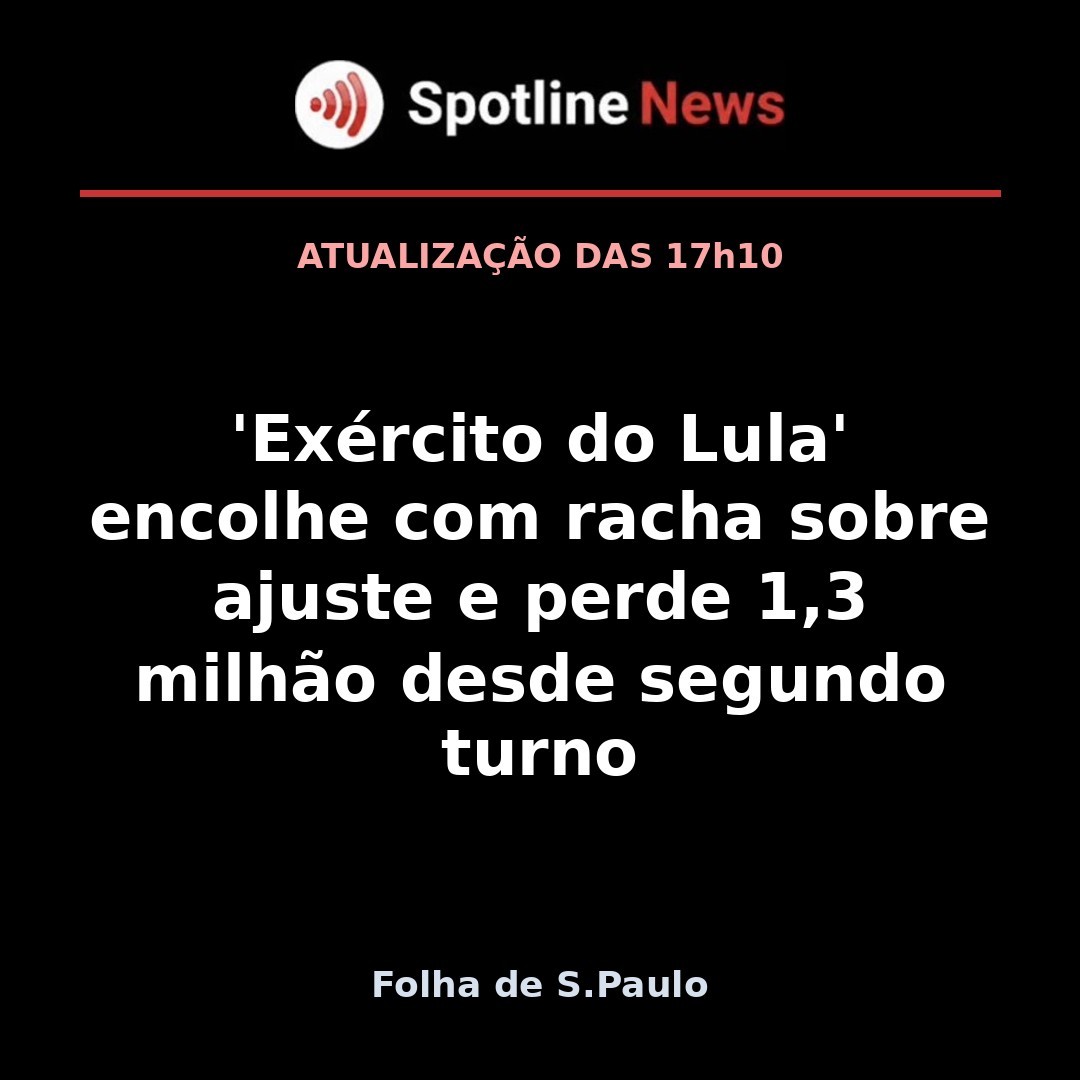 Spotline News
ATUALIZAÇÃO DAS 17h10
'Exército do Lula'
encolhe com racha sobre
ajuste e perde 1,3
milhão desde segundo
turno
Folha de S.Paulo